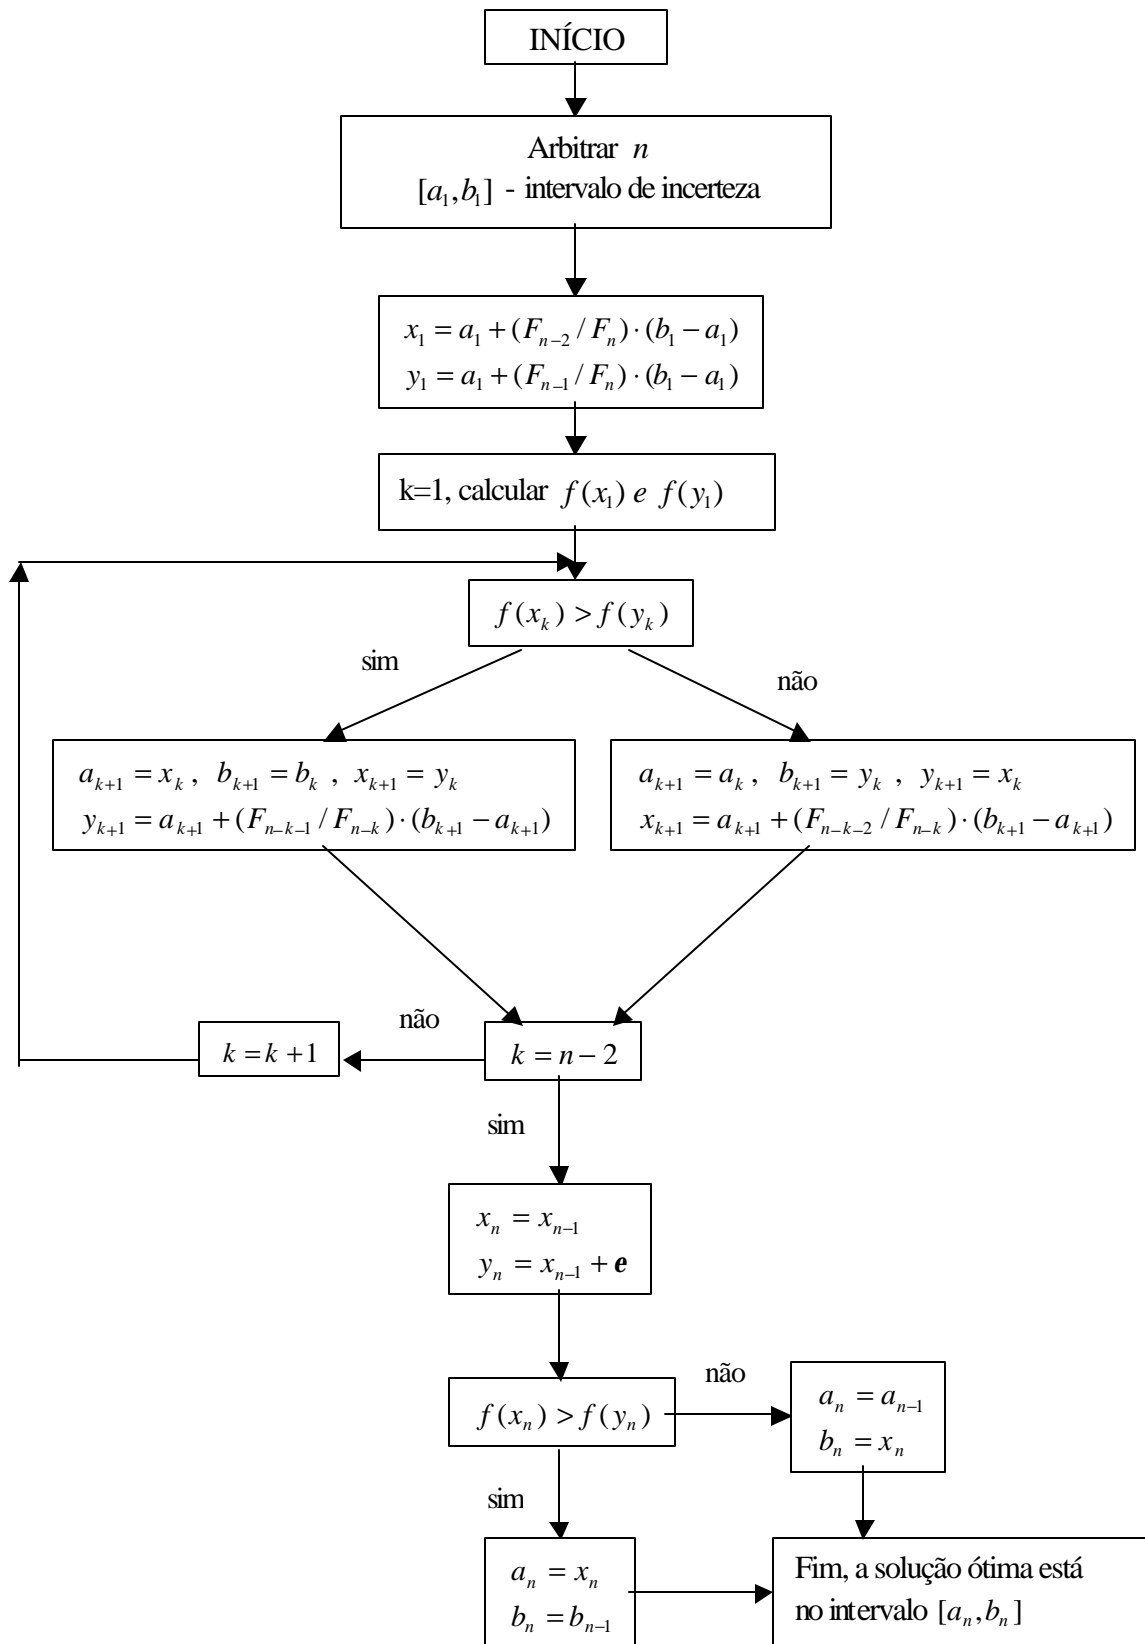 INÍCIO
Arbitrar n
[a₁,b₁] - intervalo de incerteza
x₁ = a₁ + (Fₙ₋₂ / Fₙ) · (b₁ − a₁)
y₁ = a₁ + (Fₙ₋₁ / Fₙ) · (b₁ − a₁)
k=1, calcular f(x₁) e f(y₁)
f(xₖ) > f(yₖ)
sim
não
aₖ₊₁ = xₖ , bₖ₊₁ = bₖ , xₖ₊₁ = yₖ
yₖ₊₁ = aₖ₊₁ + (Fₙ₋ₖ₋₁ / Fₙ₋ₖ) · (bₖ₊₁ − aₖ₊₁)
aₖ₊₁ = aₖ , bₖ₊₁ = yₖ , yₖ₊₁ = xₖ
xₖ₊₁ = aₖ₊₁ + (Fₙ₋ₖ₋₂ / Fₙ₋ₖ) · (bₖ₊₁ − aₖ₊₁)
não
k = k + 1
k = n − 2
sim
xₙ = xₙ₋₁
yₙ = xₙ₋₁ + e
f(xₙ) > f(yₙ)
não
aₙ = aₙ₋₁
bₙ = xₙ
sim
aₙ = xₙ
bₙ = bₙ₋₁
Fim, a solução ótima está
no intervalo [aₙ,bₙ]